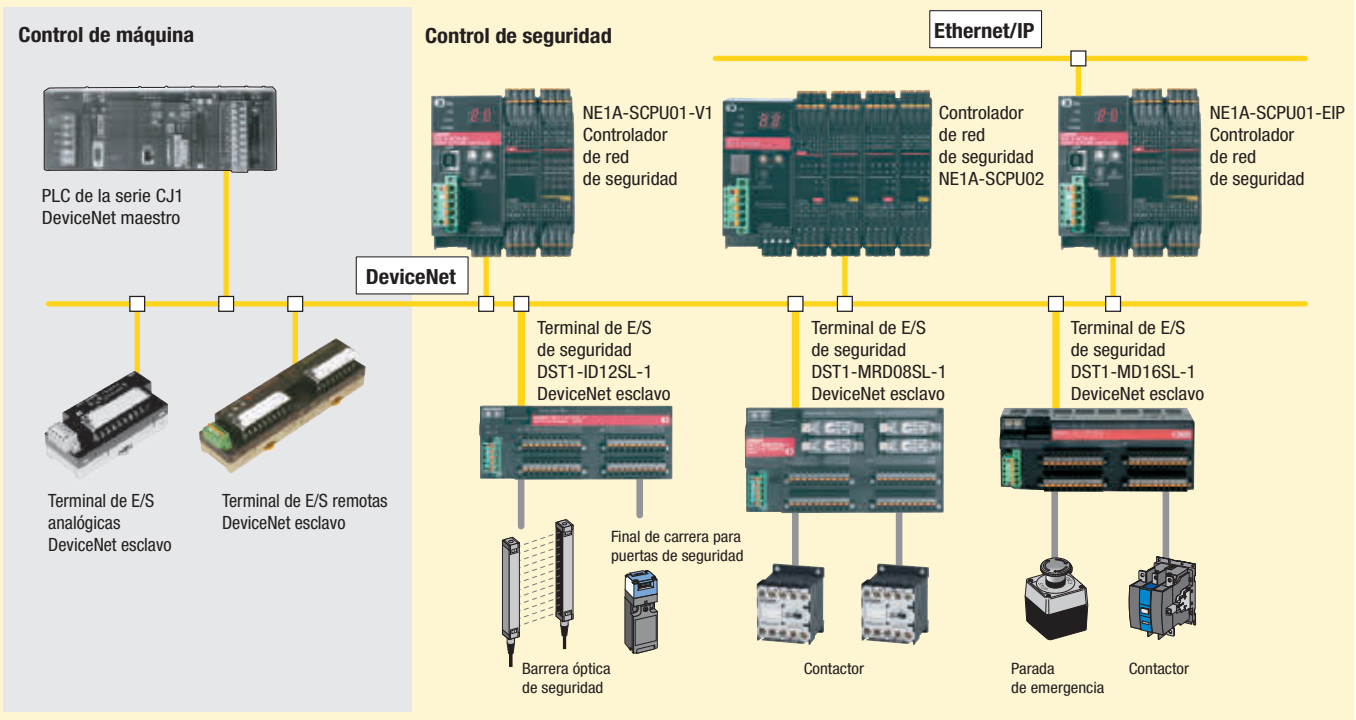 Control de máquina
Control de seguridad
Ethernet/IP
PLC de la serie CJ1
DeviceNet maestro
NE1A-SCPU01-V1
Controlador
de red
de seguridad
Controlador
de red
de seguridad
NE1A-SCPU02
NE1A-SCPU01-EIP
Controlador
de red
de seguridad
DeviceNet
Terminal de E/S
analógicas
DeviceNet esclavo
Terminal de E/S remotas
DeviceNet esclavo
Terminal de E/S
de seguridad
DST1-ID12SL-1
DeviceNet esclavo
Terminal de E/S
de seguridad
DST1-MRD08SL-1
DeviceNet esclavo
Terminal de E/S
de seguridad
DST1-MD16SL-1
DeviceNet esclavo
Final de carrera para
puertas de seguridad
Barrera óptica
de seguridad
Contactor
Parada
de emergencia
Contactor